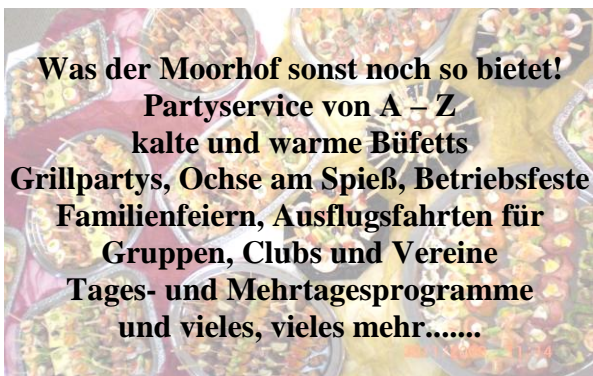 Was der Moorhof sonst noch so bietet!
Partyservice von A – Z
kalte und warme Büfetts
Grillpartys, Ochse am Spieß, Betriebsfeste
Familienfeiern, Ausflugsfahrten für
Gruppen, Clubs und Vereine
Tages- und Mehrtagesprogramme
und vieles, vieles mehr.......